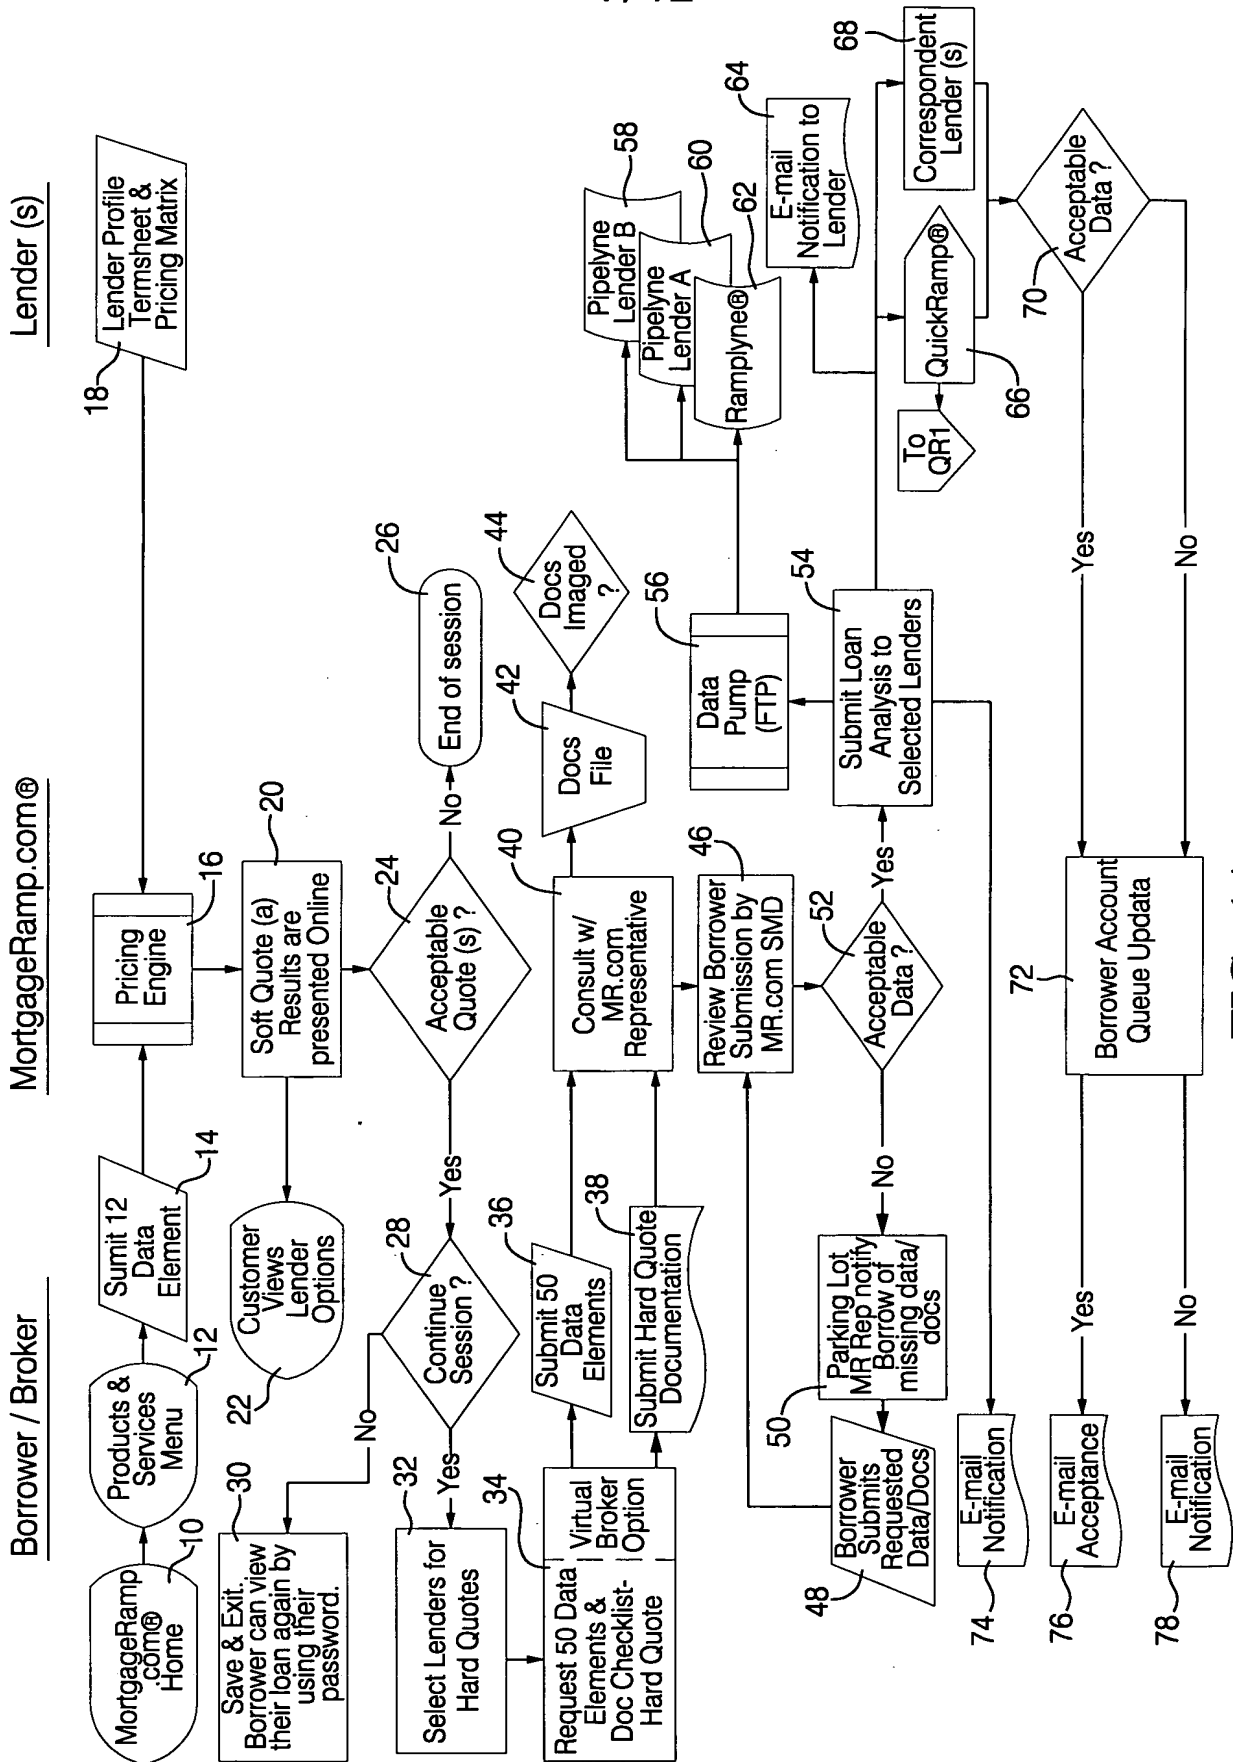 Borrower / Broker
MortgageRamp.com®
Lender (s)
MortgageRamp
.com®
Home
10
Products &
Services
Menu
12
Sumit 12
Data
Element
14
Pricing
Engine
16
18
Lender Profile
Termsheet &
Pricing Matrix
Soft Quote (a)
Results are
presented Online
20
Customer
Views
Lender
Options
22
Acceptable
Quote (s) ?
24
No
End of session
26
Yes
Continue
Session ?
28
No
Save & Exit.
Borrower can view
their loan again by
using their
password.
30
Yes
Select Lenders for
Hard Quotes
32
Request 50 Data
Elements &
Doc Checklist-
Hard Quote
Virtual
Broker
Option
34
Submit 50
Data
Elements
36
Submit Hard Quote
Documentation
38
Consult w/
MR.com
Representative
40
Docs
File
42
Docs
Imaged
?
44
Review Borrower
Submission by
MR.com SMD
46
Acceptable
Data ?
52
No
Parking Lot
MR Rep notify
Borrow of
missing data/
docs
50
Borrower
Submits
Requested
Data/Docs
48
Yes
Submit Loan
Analysis to
Selected Lenders
54
Data
Pump
(FTP)
56
Pipelyne
Lender B
58
Pipelyne
Lender A
60
Ramplyne®
62
E-mail
Notification to
Lender
64
QuickRamp®
66
To
QR1
Correspondent
Lender (s)
68
Acceptable
Data ?
70
Yes
No
Borrower Account
Queue Updata
72
E-mail
Notification
74
Yes
E-mail
Acceptance
76
No
E-mail
Notification
78